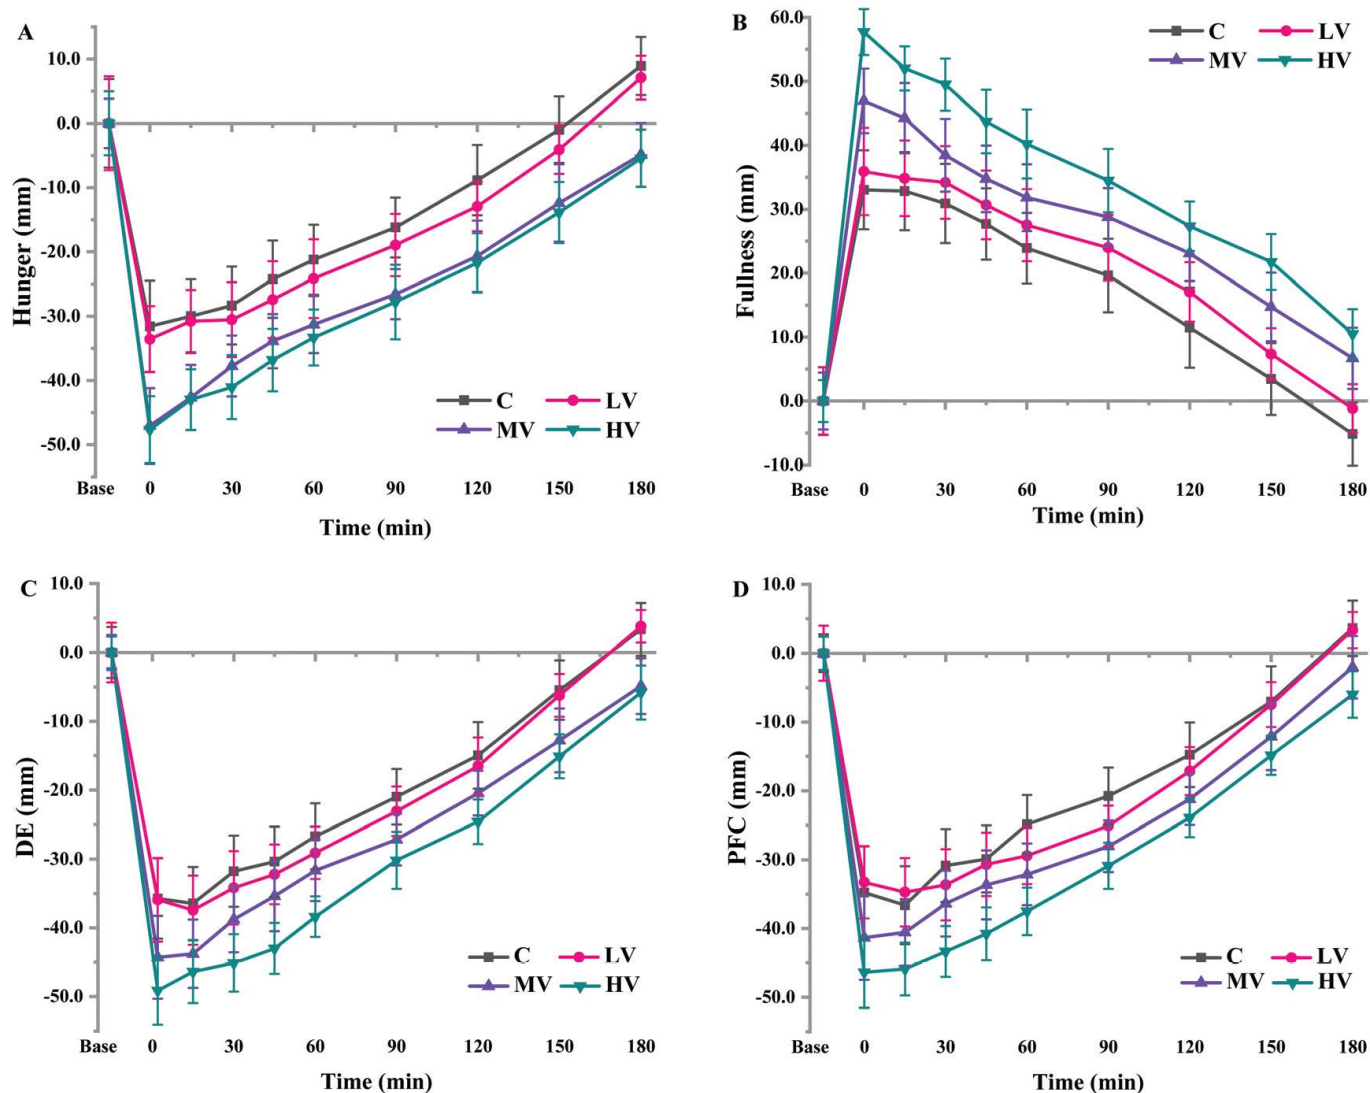 A
10.0
0.0
-10.0
-20.0
-30.0
-40.0
-50.0
Hunger (mm)
C LV
MV HV
Base 0 30 60 90 120 150 180
Time (min)
B
60.0
50.0
40.0
30.0
20.0
10.0
0.0
-10.0
Fullness (mm)
C LV
MV HV
Base 0 30 60 90 120 150 180
Time (min)
C
10.0
0.0
-10.0
-20.0
-30.0
-40.0
-50.0
DE (mm)
C LV
MV HV
Base 0 30 60 90 120 150 180
Time (min)
D
10.0
0.0
-10.0
-20.0
-30.0
-40.0
-50.0
PFC (mm)
C LV
MV HV
Base 0 30 60 90 120 150 180
Time (min)